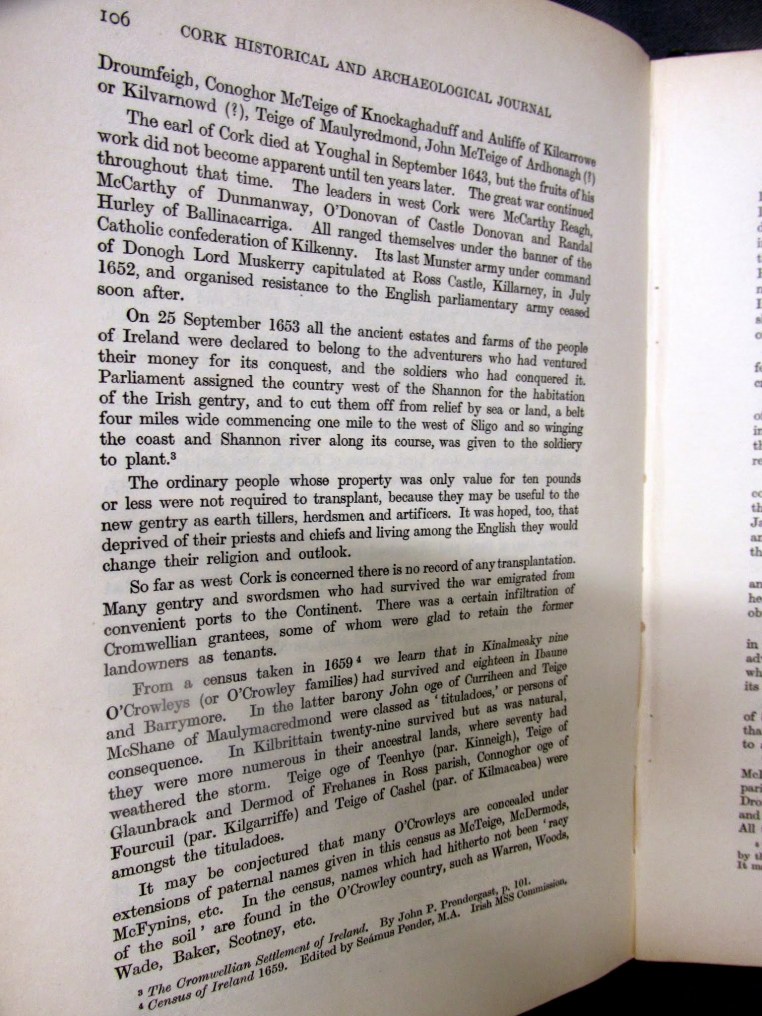 106
CORK HISTORICAL AND ARCHAEOLOGICAL JOURNAL
Droumfeigh, Conoghor McTeige of Knockaghaduff and Auliffe of Kilcarrowe
or Kilvarnowd (?), Teige of Maulyredmond, John McTeige of Ardhonagh (?)
The earl of Cork died at Youghal in September 1643, but the fruits of his
work did not become apparent until ten years later. The great war continued
throughout that time. The leaders in west Cork were McCarthy Reagh,
McCarthy of Dunmanway, O'Donovan of Castle Donovan and Randal
Hurley of Ballinacarriga. All ranged themselves under the banner of the
Catholic confederation of Kilkenny. Its last Munster army under command
of Donogh Lord Muskerry capitulated at Ross Castle, Killarney, in July
1652, and organised resistance to the English parliamentary army ceased
soon after.
On 25 September 1653 all the ancient estates and farms of the people
of Ireland were declared to belong to the adventurers who had ventured
their money for its conquest, and the soldiers who had conquered it.
Parliament assigned the country west of the Shannon for the habitation
of the Irish gentry, and to cut them off from relief by sea or land, a belt
four miles wide commencing one mile to the west of Sligo and so winging
the coast and Shannon river along its course, was given to the soldiery
to plant.³
The ordinary people whose property was only value for ten pounds
or less were not required to transplant, because they may be useful to the
new gentry as earth tillers, herdsmen and artificers. It was hoped, too, that
deprived of their priests and chiefs and living among the English they would
change their religion and outlook.
So far as west Cork is concerned there is no record of any transplantation.
Many gentry and swordsmen who had survived the war emigrated from
convenient ports to the Continent. There was a certain infiltration of
Cromwellian grantees, some of whom were glad to retain the former
landowners as tenants.
From a census taken in 1659⁴ we learn that in Kinalmeaky nine
O'Crowleys (or O'Crowley families) had survived and eighteen in Ibaune
and Barrymore. In the latter barony John oge of Curriheen and Teige
McShane of Maulymacredmond were classed as 'tituladoes,' or persons of
consequence. In Kilbrittain twenty-nine survived but as was natural,
they were more numerous in their ancestral lands, where seventy had
weathered the storm. Teige oge of Teenhye (par. Kinneigh), Teige of
Glaunbrack and Dermod of Frehanes in Ross parish, Connoghor oge of
Fourcuil (par. Kilgarriffe) and Teige of Cashel (par. of Kilmacabea) were
amongst the tituladoes.
It may be conjectured that many O'Crowleys are concealed under
extensions of paternal names given in this census as McTeige, McDermods,
McFynins, etc. In the census, names which had hitherto not been 'racy
of the soil' are found in the O'Crowley country, such as Warren, Woods,
Wade, Baker, Scotney, etc.
³ The Cromwellian Settlement of Ireland. By John P. Prendergast, p. 101.
⁴ Census of Ireland 1659. Edited by Seámus Pender, M.A. Irish MSS Commission,